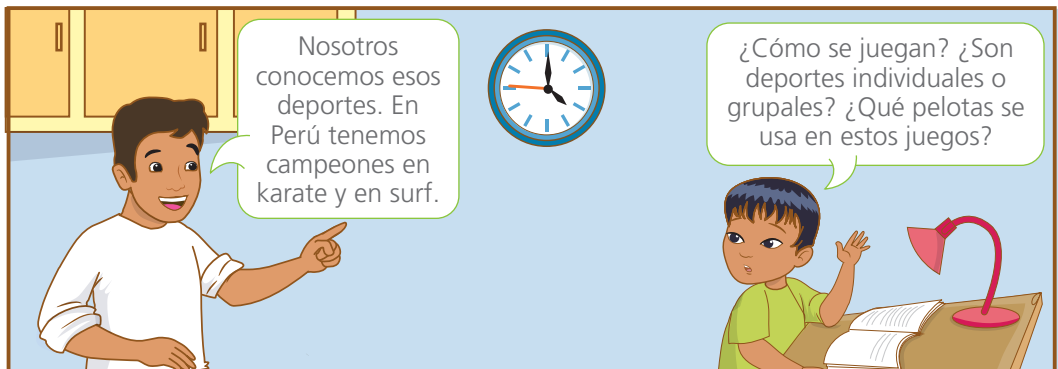 Nosotros
conocemos esos
deportes. En
Perú tenemos
campeones en
karate y en surf.
¿Cómo se juegan? ¿Son
deportes individuales o
grupales? ¿Qué pelotas se
usa en estos juegos?